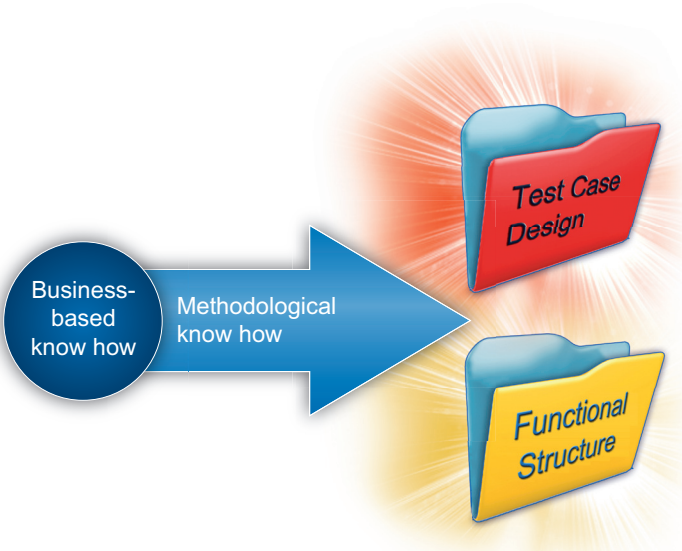 Business-
based
know how
Methodological
know how
Test Case
Design
Functional
Structure